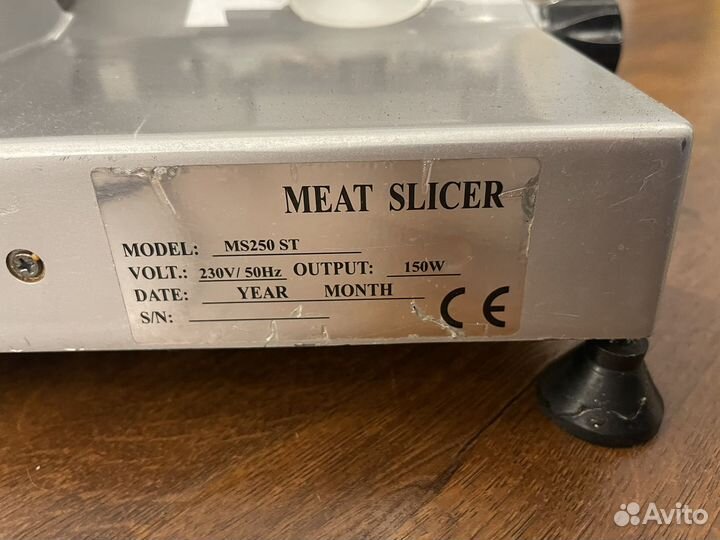 MEAT SLICER
MODEL: MS250 ST
VOLT.: 230V/ 50Hz OUTPUT: 150W
DATE: YEAR MONTH
S/N:
CE
Avito